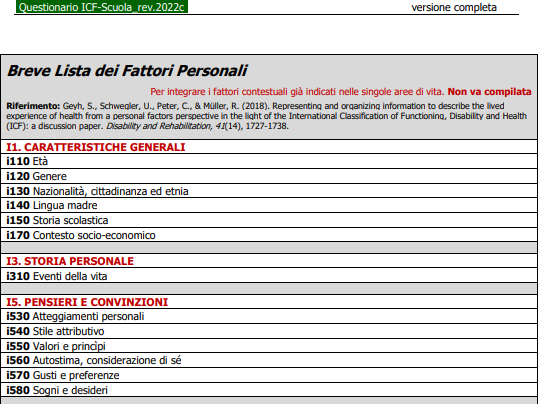 Questionario ICF-Scuola_rev.2022c versione completa
Breve Lista dei Fattori Personali
Per integrare i fattori contestuali già indicati nelle singole aree di vita. Non va compilata
Riferimento: Geyh, S., Schwegler, U., Peter, C., & Müller, R. (2018). Representing and organizing information to describe the lived
experience of health from a personal factors perspective in the light of the International Classification of Functioning, Disability and Health
(ICF): a discussion paper. Disability and Rehabilitation, 41(14), 1727-1738.
I1. CARATTERISTICHE GENERALI
i110 Età
i120 Genere
i130 Nazionalità, cittadinanza ed etnia
i140 Lingua madre
i150 Storia scolastica
i170 Contesto socio-economico
I3. STORIA PERSONALE
i310 Eventi della vita
I5. PENSIERI E CONVINZIONI
i530 Atteggiamenti personali
i540 Stile attributivo
i550 Valori e principi
i560 Autostima, considerazione di sé
i570 Gusti e preferenze
i580 Sogni e desideri